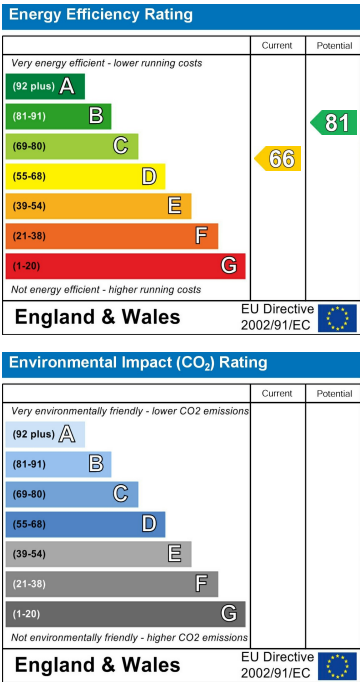 Energy Efficiency Rating
Current Potential
Very energy efficient - lower running costs
(92 plus) A
(81-91) B
81
(69-80) C
66
(55-68) D
(39-54) E
(21-38) F
(1-20) G
Not energy efficient - higher running costs
England & Wales
EU Directive
2002/91/EC
Environmental Impact (CO₂) Rating
Current Potential
Very environmentally friendly - lower CO2 emissions
(92 plus) A
(81-91) B
(69-80) C
(55-68) D
(39-54) E
(21-38) F
(1-20) G
Not environmentally friendly - higher CO2 emissions
England & Wales
EU Directive
2002/91/EC